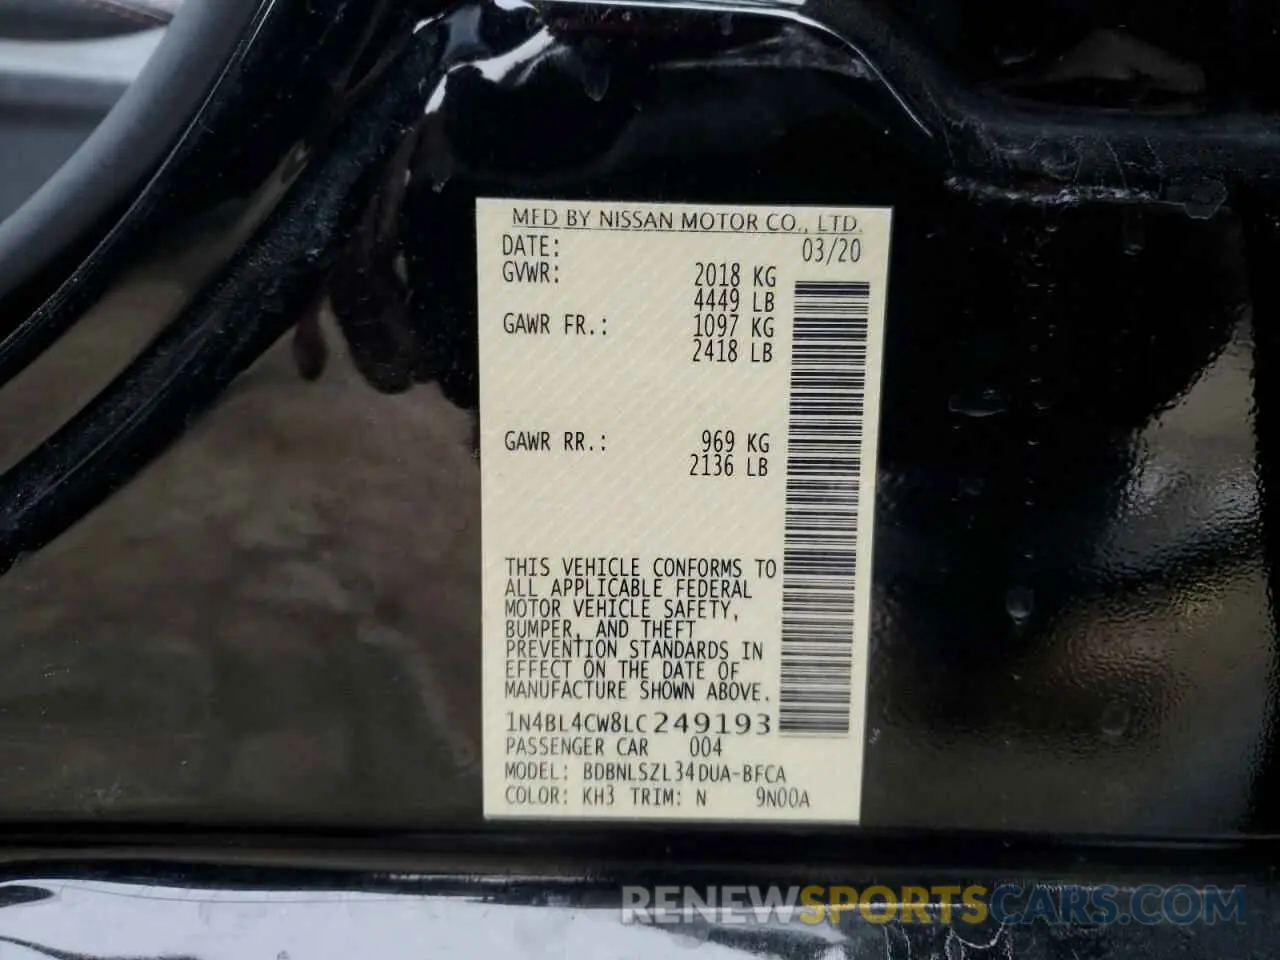 MFD BY NISSAN MOTOR CO., LTD.
DATE: 03/20
GVWR: 2018 KG
4449 LB
GAWR FR.: 1097 KG
2418 LB
GAWR RR.: 969 KG
2136 LB
THIS VEHICLE CONFORMS TO
ALL APPLICABLE FEDERAL
MOTOR VEHICLE SAFETY,
BUMPER, AND THEFT
PREVENTION STANDARDS IN
EFFECT ON THE DATE OF
MANUFACTURE SHOWN ABOVE.
1N4BL4CW8LC249193
PASSENGER CAR 004
MODEL: BDBNLSZL34DUA-BFCA
COLOR: KH3 TRIM: N 9N00A
RENEWSPORTSCARS.COM